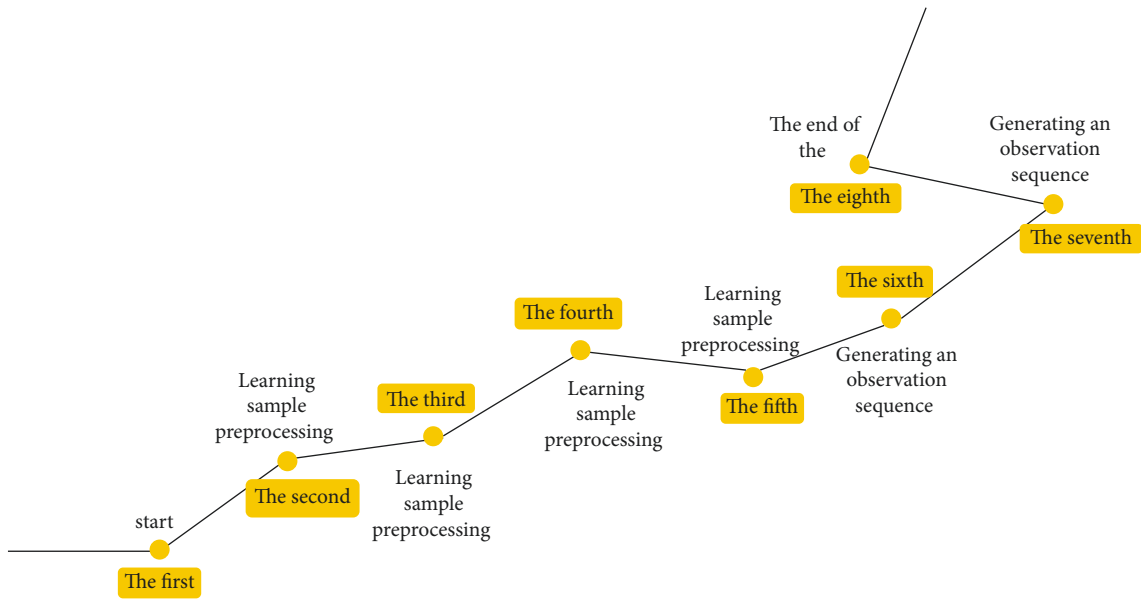 start
The first
Learning
sample
preprocessing
The second
The third
Learning
sample
preprocessing
The fourth
Learning
sample
preprocessing
Learning
sample
preprocessing
The fifth
The sixth
Generating an
observation
sequence
Generating an
observation
sequence
The seventh
The end of
the
The eighth